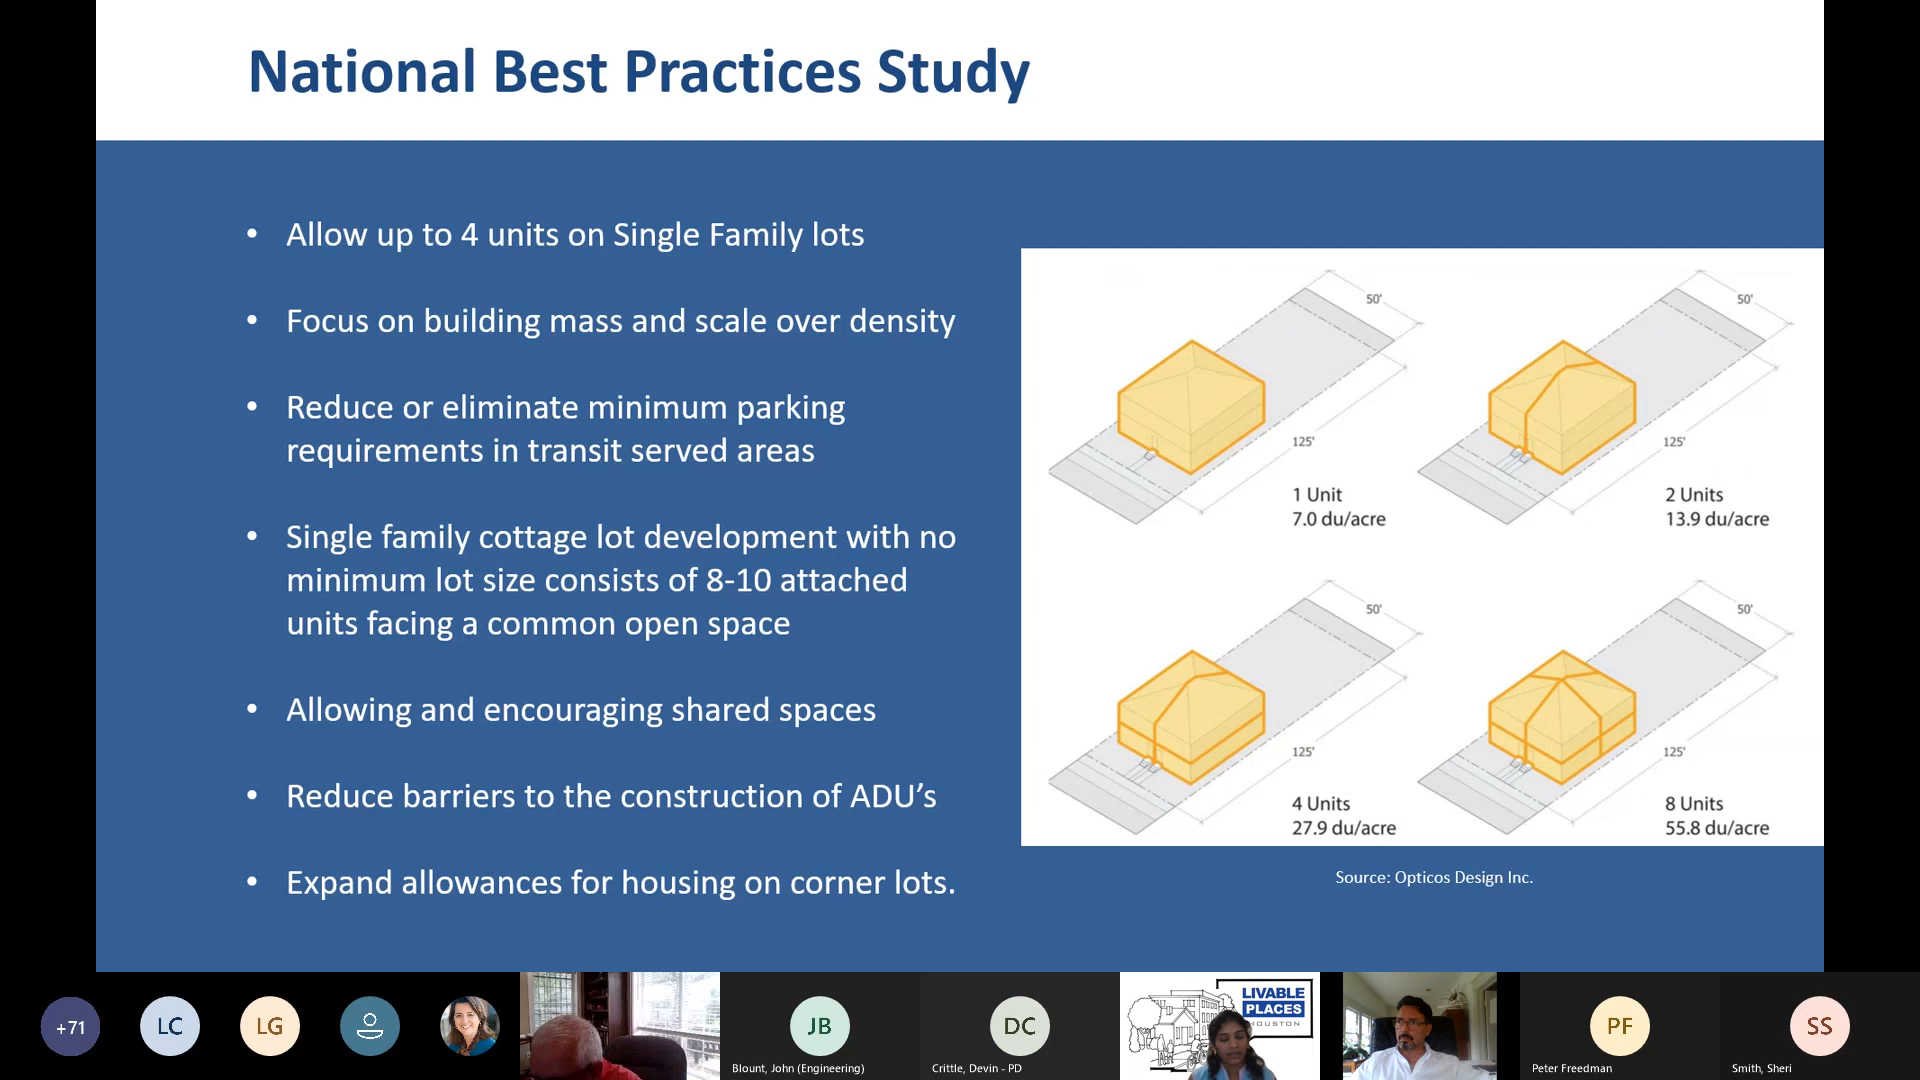 National Best Practices Study
• Allow up to 4 units on Single Family lots
• Focus on building mass and scale over density
• Reduce or eliminate minimum parking
requirements in transit served areas
• Single family cottage lot development with no
minimum lot size consists of 8-10 attached
units facing a common open space
• Allowing and encouraging shared spaces
• Reduce barriers to the construction of ADU’s
• Expand allowances for housing on corner lots.
50'
125'
1 Unit
7.0 du/acre
50'
125'
2 Units
13.9 du/acre
50'
125'
4 Units
27.9 du/acre
50'
125'
8 Units
55.8 du/acre
Source: Opticos Design Inc.
+71
LC
LG
JB
Blount, John (Engineering)
DC
Crittle, Devin - PD
LIVABLE
PLACES
HOUSTON
PF
Peter Freedman
SS
Smith, Sheri